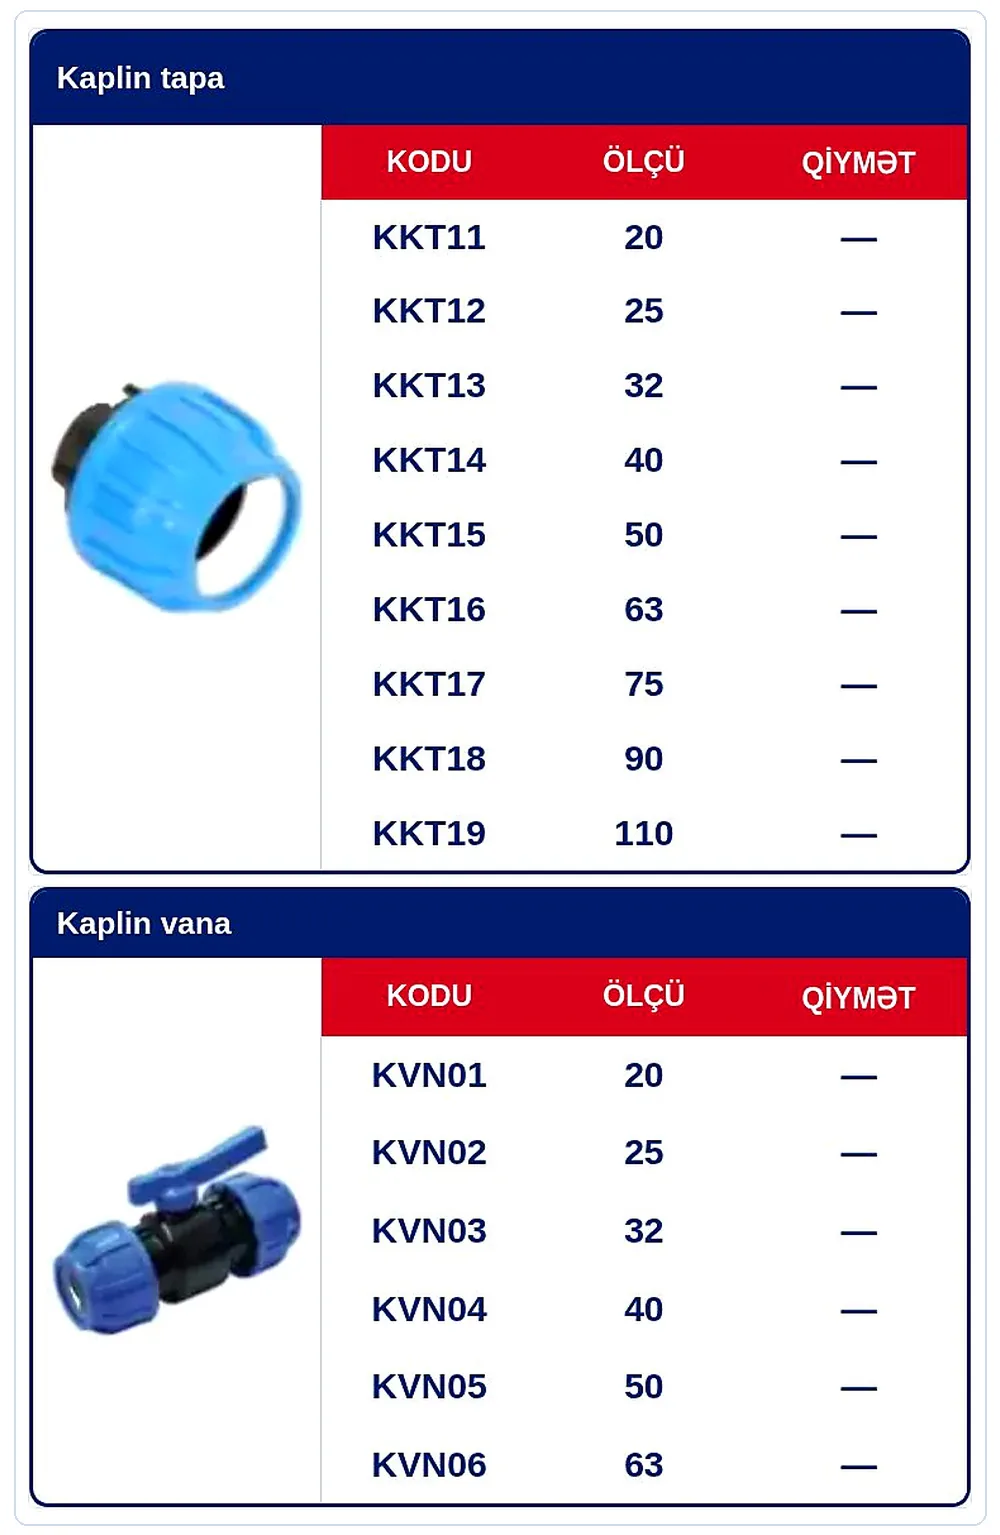 Kaplin tapa
KODU ÖLÇÜ QİYMƏT
KKT11 20 —
KKT12 25 —
KKT13 32 —
KKT14 40 —
KKT15 50 —
KKT16 63 —
KKT17 75 —
KKT18 90 —
KKT19 110 —
Kaplin vana
KODU ÖLÇÜ QİYMƏT
KVN01 20 —
KVN02 25 —
KVN03 32 —
KVN04 40 —
KVN05 50 —
KVN06 63 —